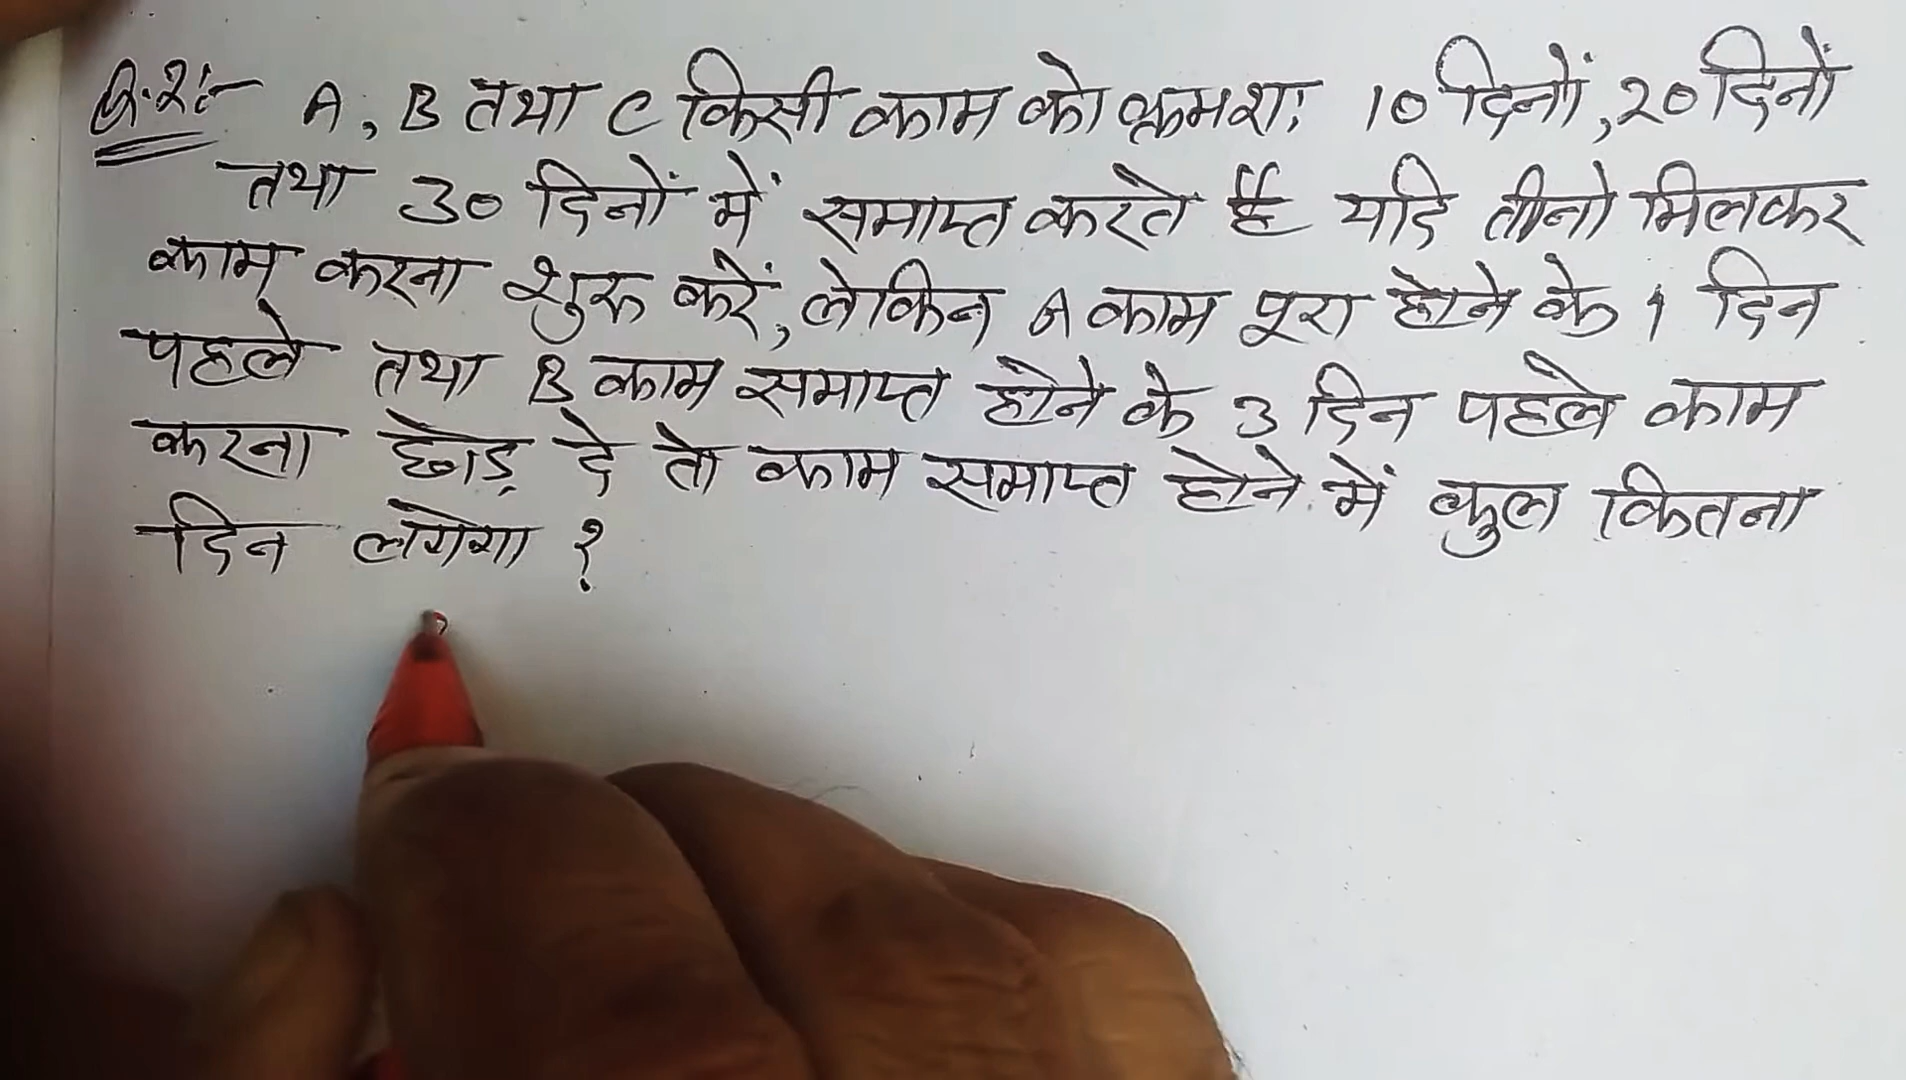 Q.2:- A, B तथा C किसी काम को क्रमश: 10 दिनों, 20 दिनों
तथा 30 दिनों में समाप्त करते हैं यदि तीनो मिलकर
काम करना शुरू करें, लेकिन A काम पूरा होने के 1 दिन
पहले तथा B काम समाप्त होने के 3 दिन पहले काम
करना छोड़ दे तो काम समाप्त होने में कुल कितना
दिन लगेगा ?